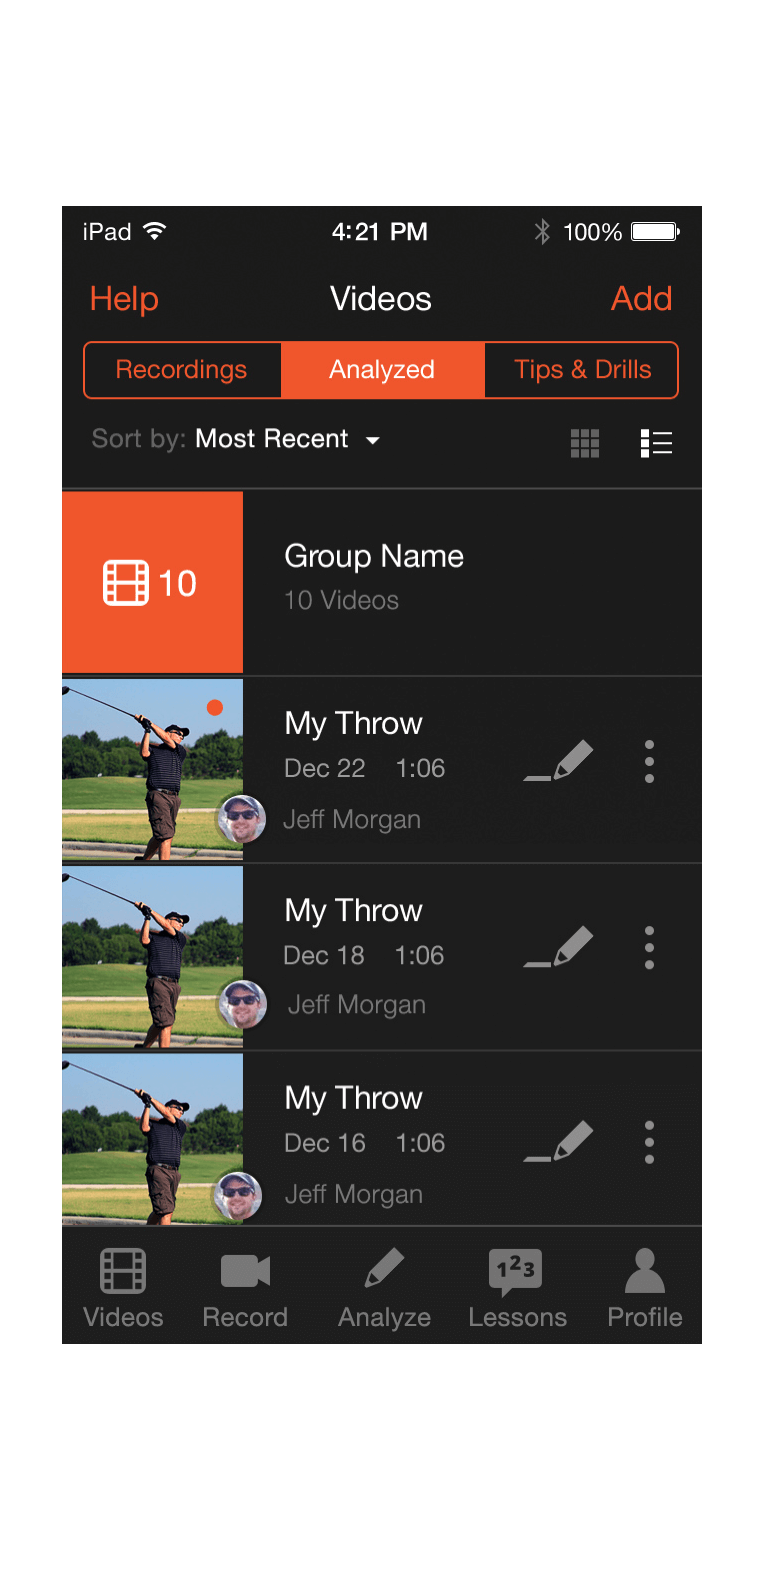 iPad 4:21 PM 100%
Help Videos Add
Recordings Analyzed Tips & Drills
Sort by: Most Recent
10
Group Name
10 Videos
My Throw
Dec 22 1:06
Jeff Morgan
My Throw
Dec 18 1:06
Jeff Morgan
My Throw
Dec 16 1:06
Jeff Morgan
123
Videos Record Analyze Lessons Profile